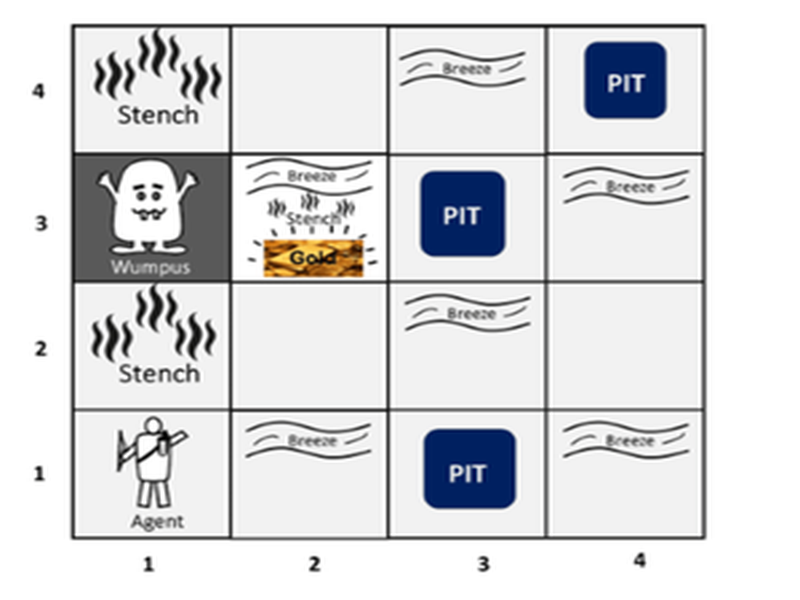 4
Stench
Breeze
PIT
3
Wumpus
Breeze
Stench
Gold
PIT
Breeze
2
Stench
Breeze
1
Agent
Breeze
PIT
Breeze
1 2 3 4